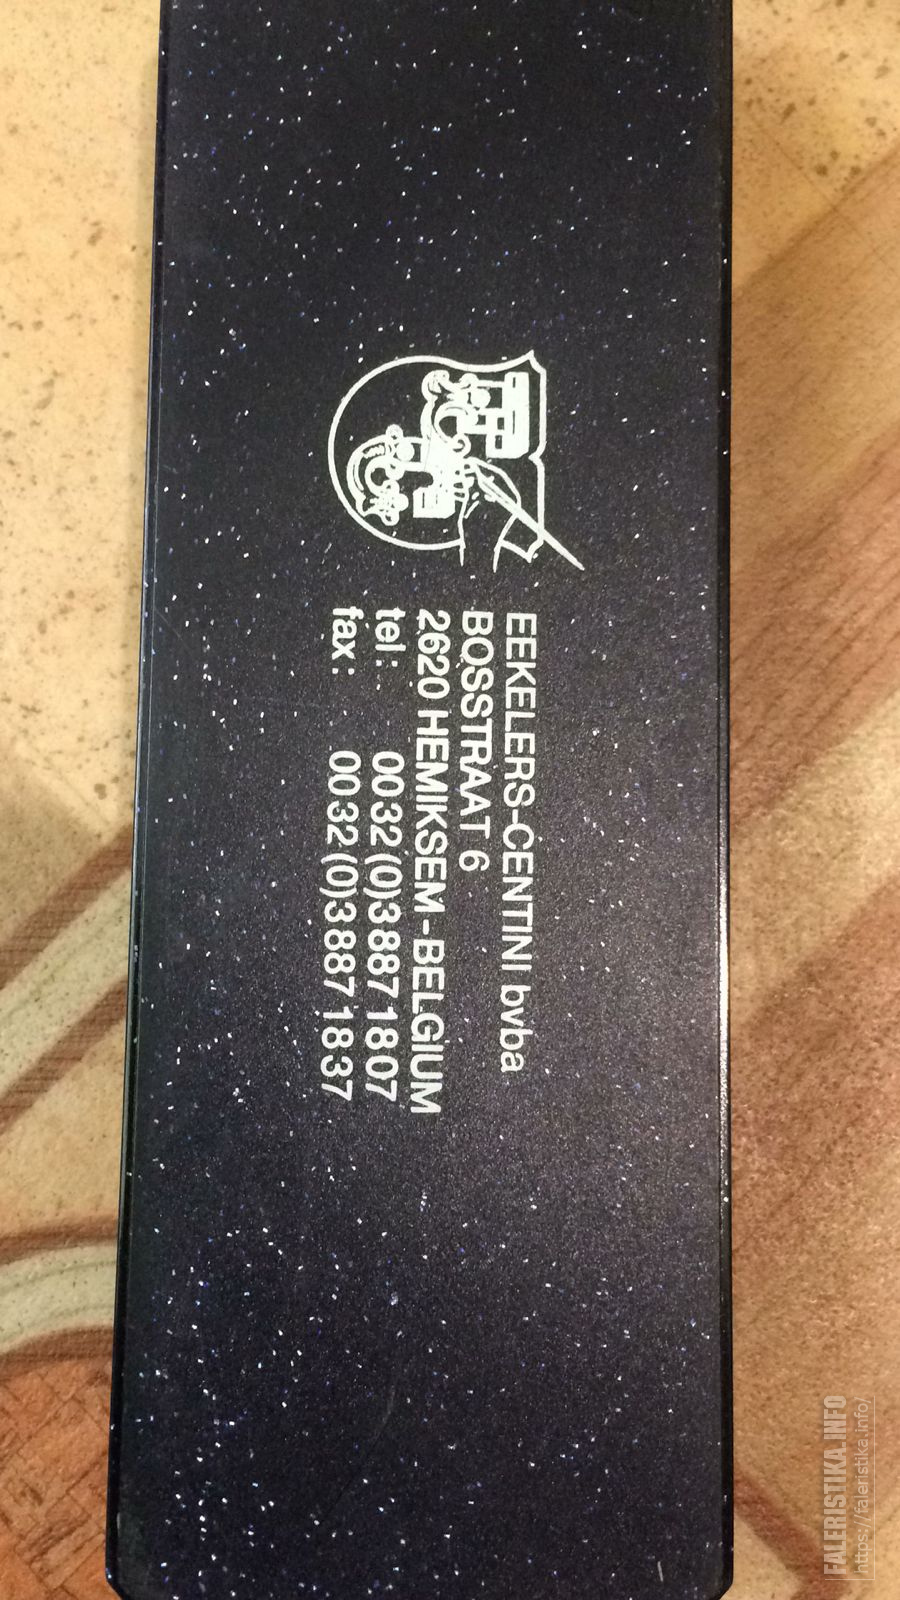 EEKELERS-CENTINI bvba
BOSSTRAAT 6
2620 HEMIKSEM-BELGIUM
tel: 0032(0)3 887 1807
fax: 0032(0)3 887 1837
FALERISTIKA.INFO
https://faleristika.info/